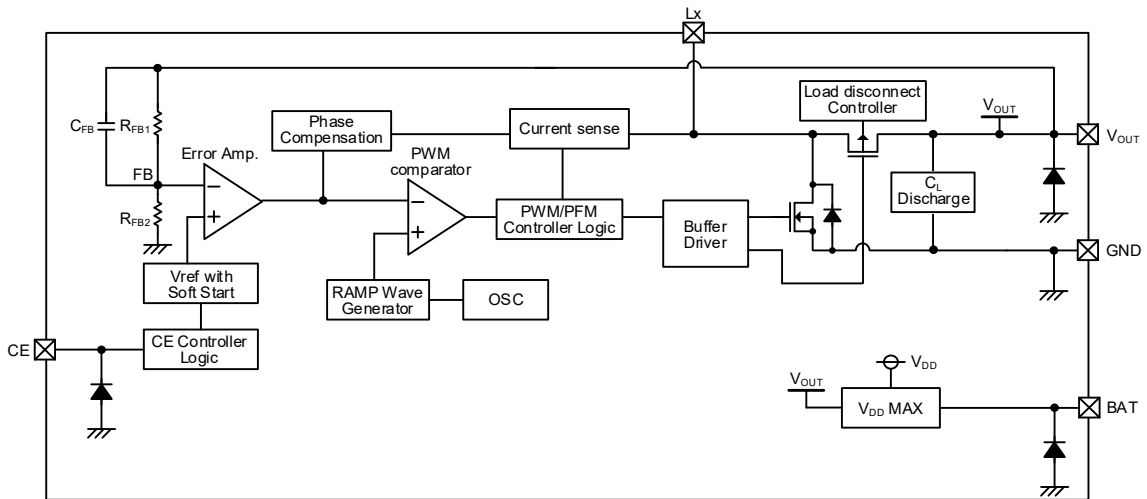 Lx
Load disconnect
Controller
VOUT
VOUT
CFB
RFB1
Phase
Compensation
Current sense
Error Amp.
PWM
comparator
FB
−
+
−
+
RFB2
PWM/PFM
Controller Logic
Buffer
Driver
CL
Discharge
GND
Vref with
Soft Start
RAMP Wave
Generator
OSC
CE
CE Controller
Logic
VDD
VOUT
VDD MAX
BAT